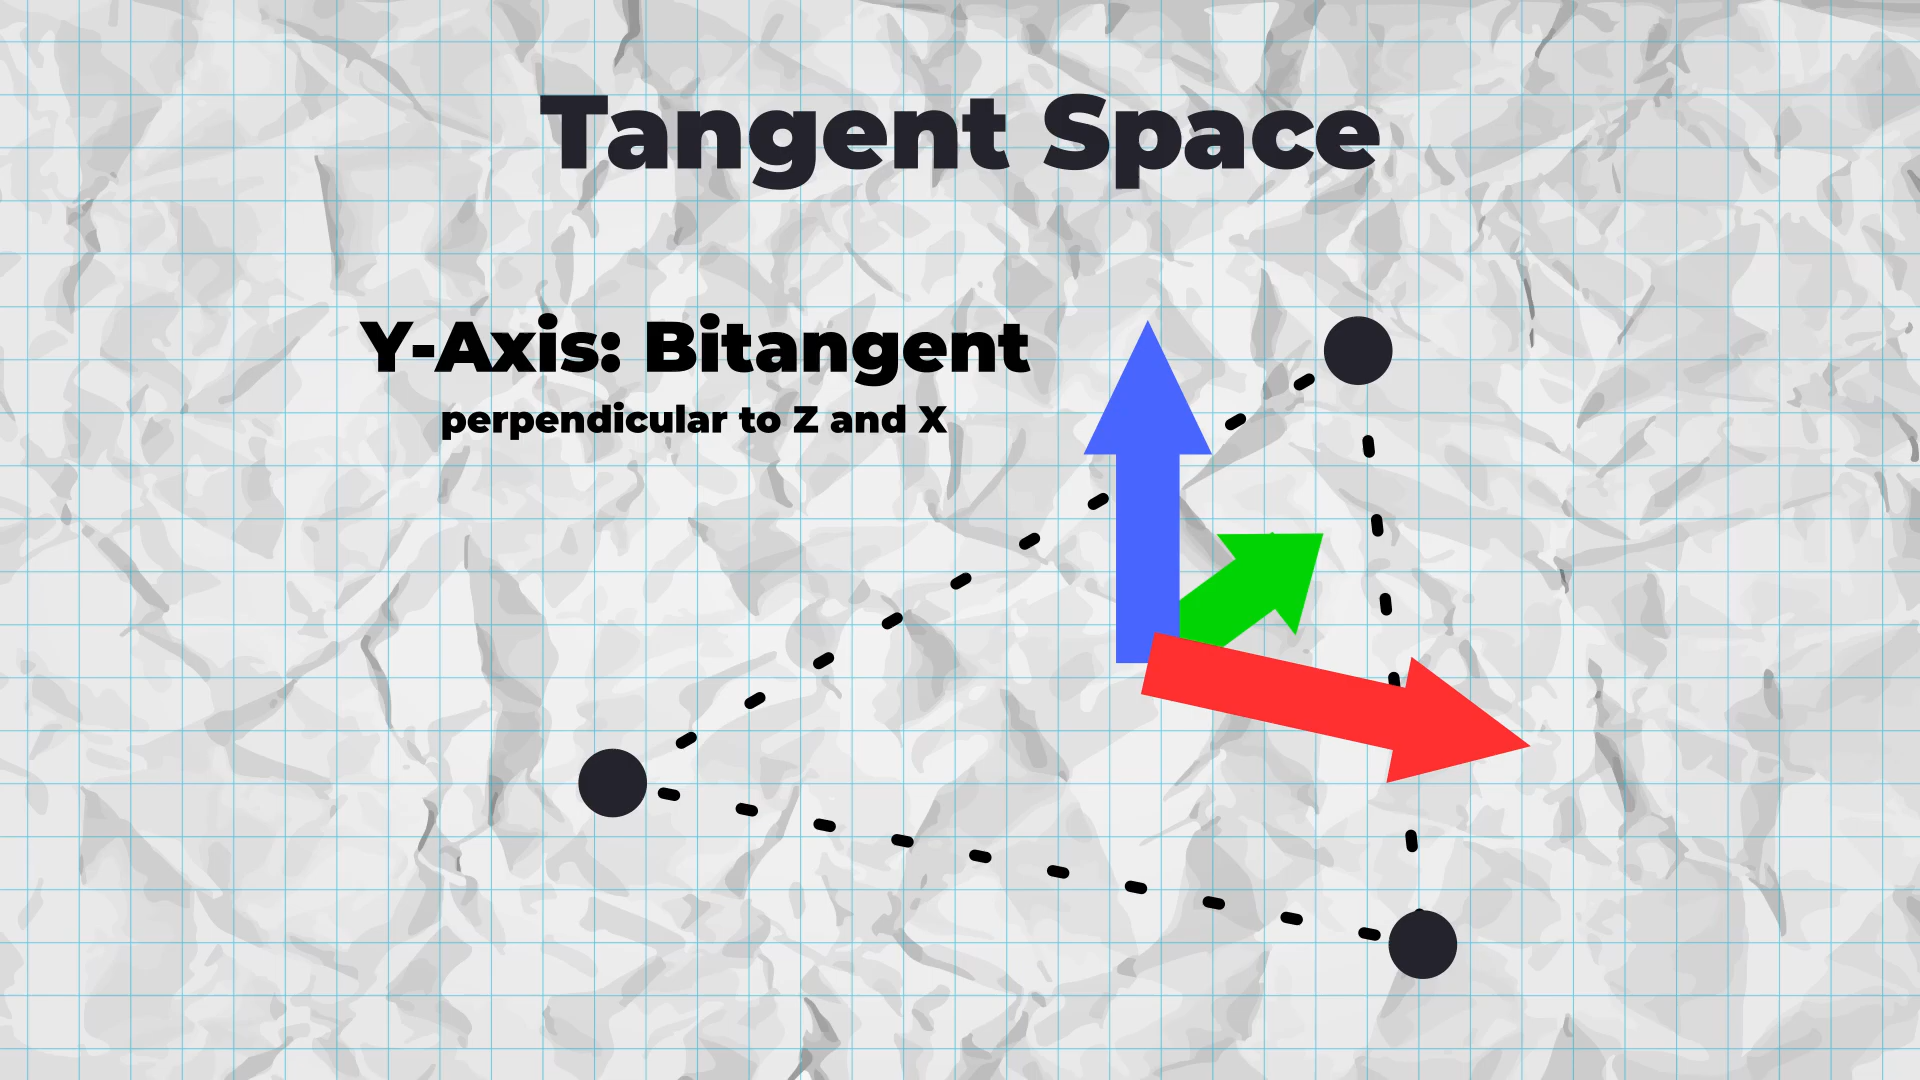 Tangent Space
Y-Axis: Bitangent
perpendicular to Z and X